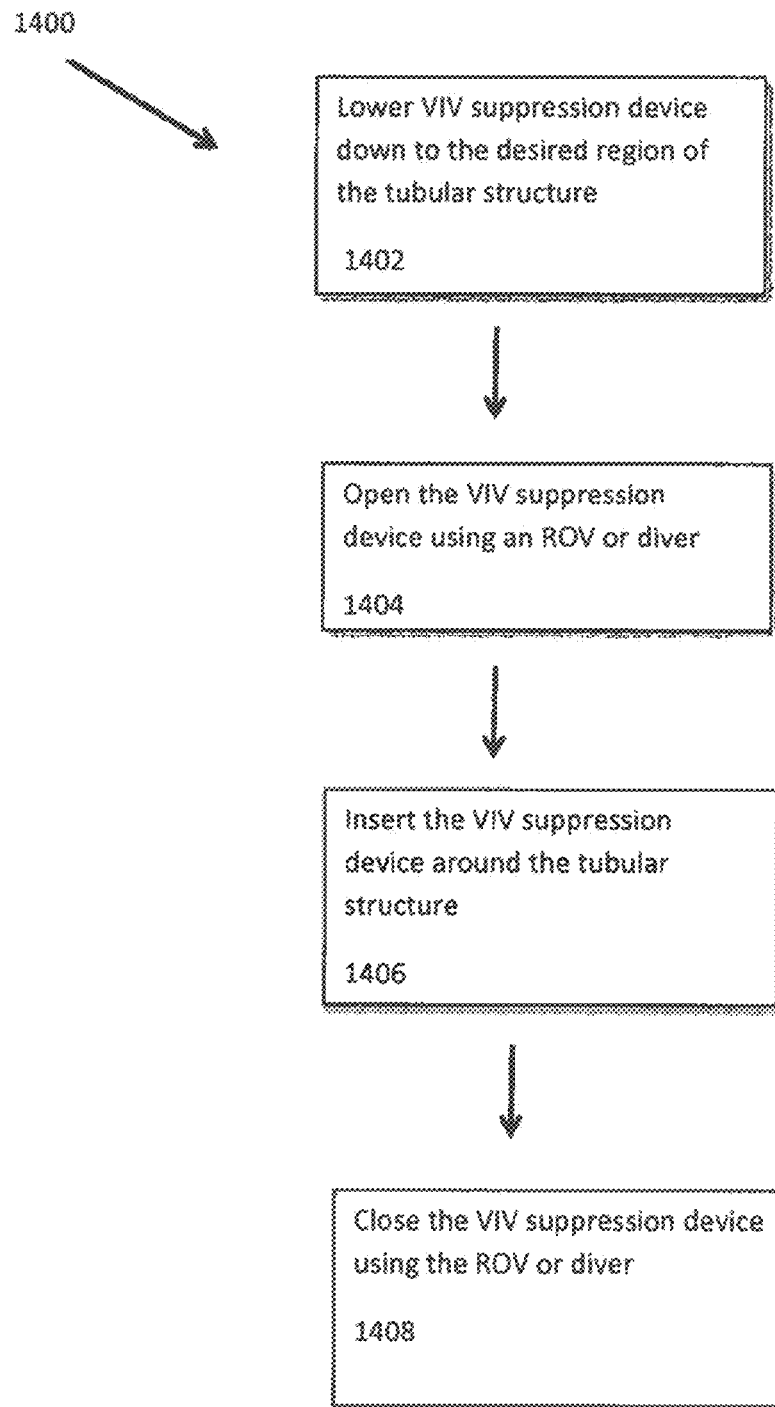 1400
Lower VIV suppression device
down to the desired region of
the tubular structure
1402
Open the VIV suppression
device using an ROV or diver
1404
Insert the VIV suppression
device around the tubular
structure
1406
Close the VIV suppression device
using the ROV or diver
1408